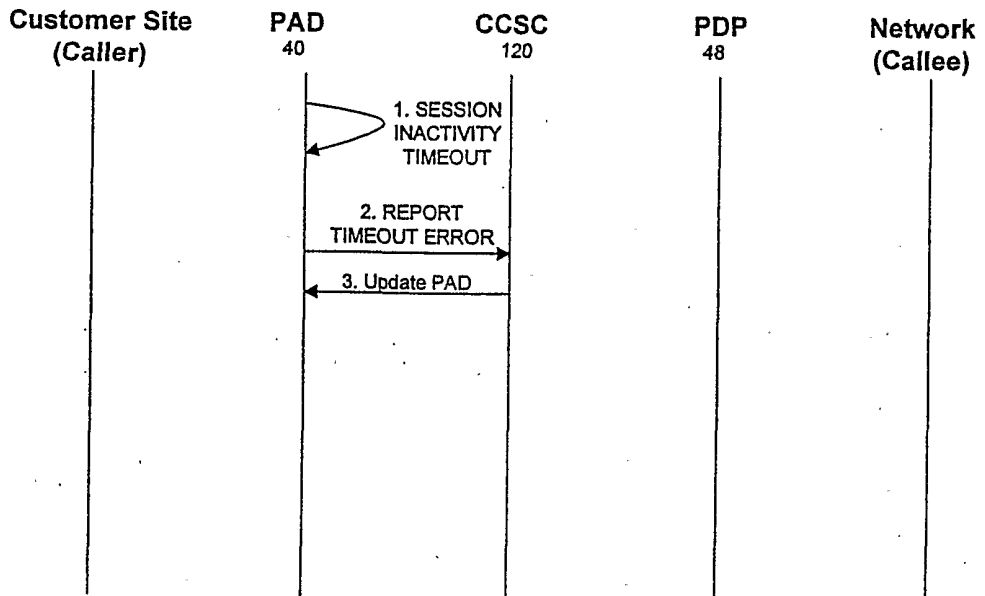 Customer Site
(Caller)
PAD
40
CCSC
120
PDP
48
Network
(Callee)
1. SESSION
INACTIVITY
TIMEOUT
2. REPORT
TIMEOUT ERROR
3. Update PAD